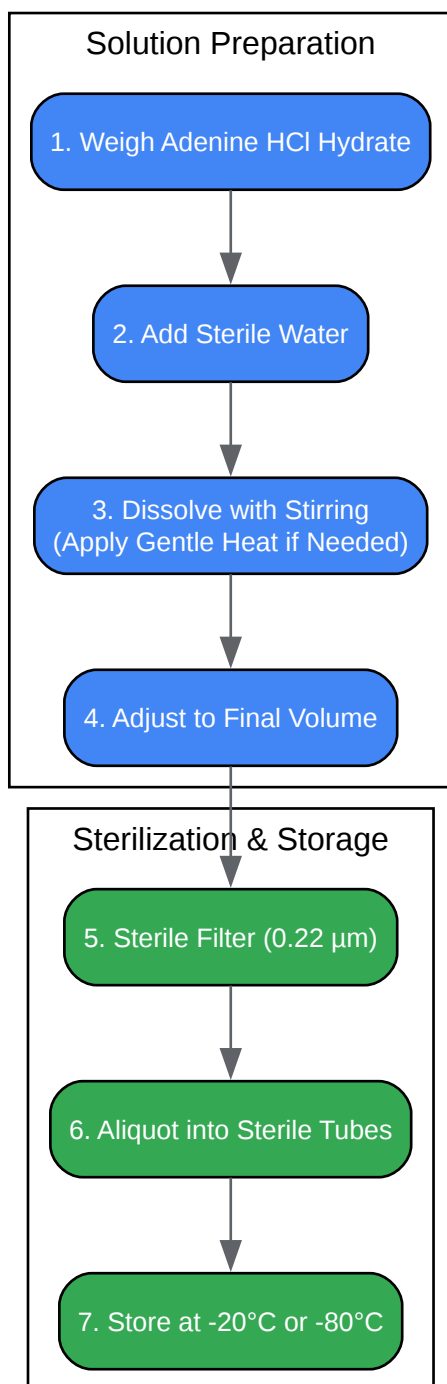 Solution Preparation
1. Weigh Adenine HCl Hydrate
2. Add Sterile Water
3. Dissolve with Stirring
(Apply Gentle Heat if Needed)
4. Adjust to Final Volume
Sterilization & Storage
5. Sterile Filter (0.22 µm)
6. Aliquot into Sterile Tubes
7. Store at -20°C or -80°C